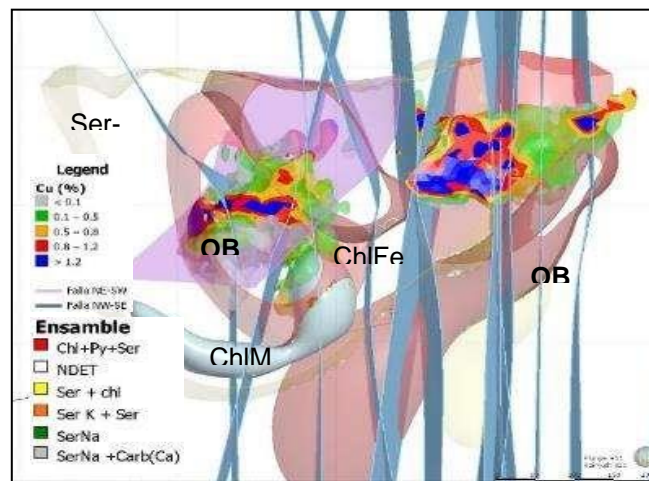 Ser-
Legend
Cu (%)
< 0.1
0.1 - 0.5
0.5 - 0.8
0.8 - 1.2
> 1.2
Falla NE-SW
Falla NW-SE
Ensamble
Chl+Py+Ser
NDET
Ser + chl
Ser K + Ser
SerNa
SerNa +Carb(Ca)
OB
ChlFe
OB
ChlM